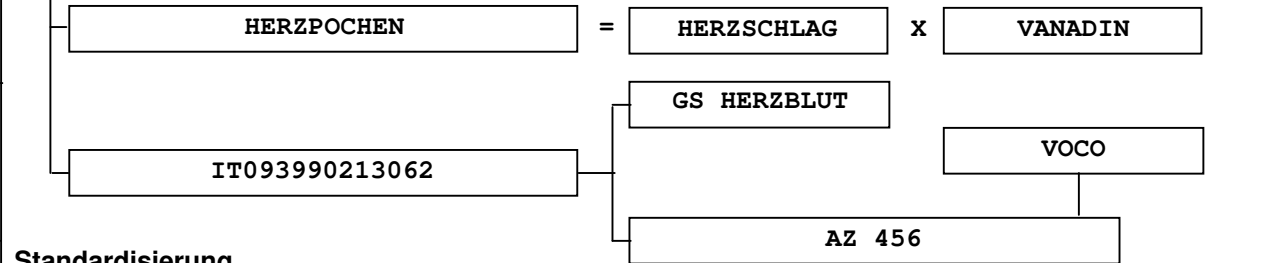 HERZPOCHEN = HERZSCHLAG X VANADIN
GS HERZBLUT
VOCO
IT093990213062
AZ 456
Standardisierung